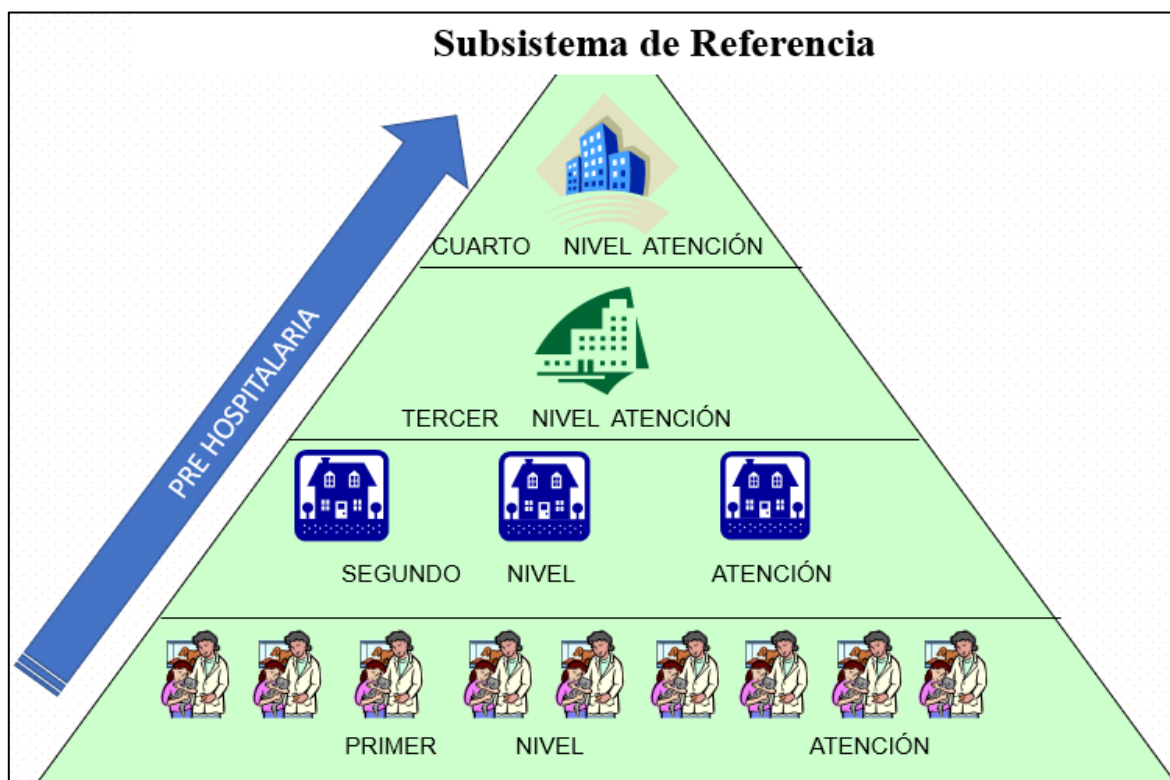 Subsistema de Referencia
CUARTO NIVEL ATENCIÓN
PRE HOSPITALARIA
TERCER NIVEL ATENCIÓN
SEGUNDO NIVEL ATENCIÓN
PRIMER NIVEL ATENCIÓN